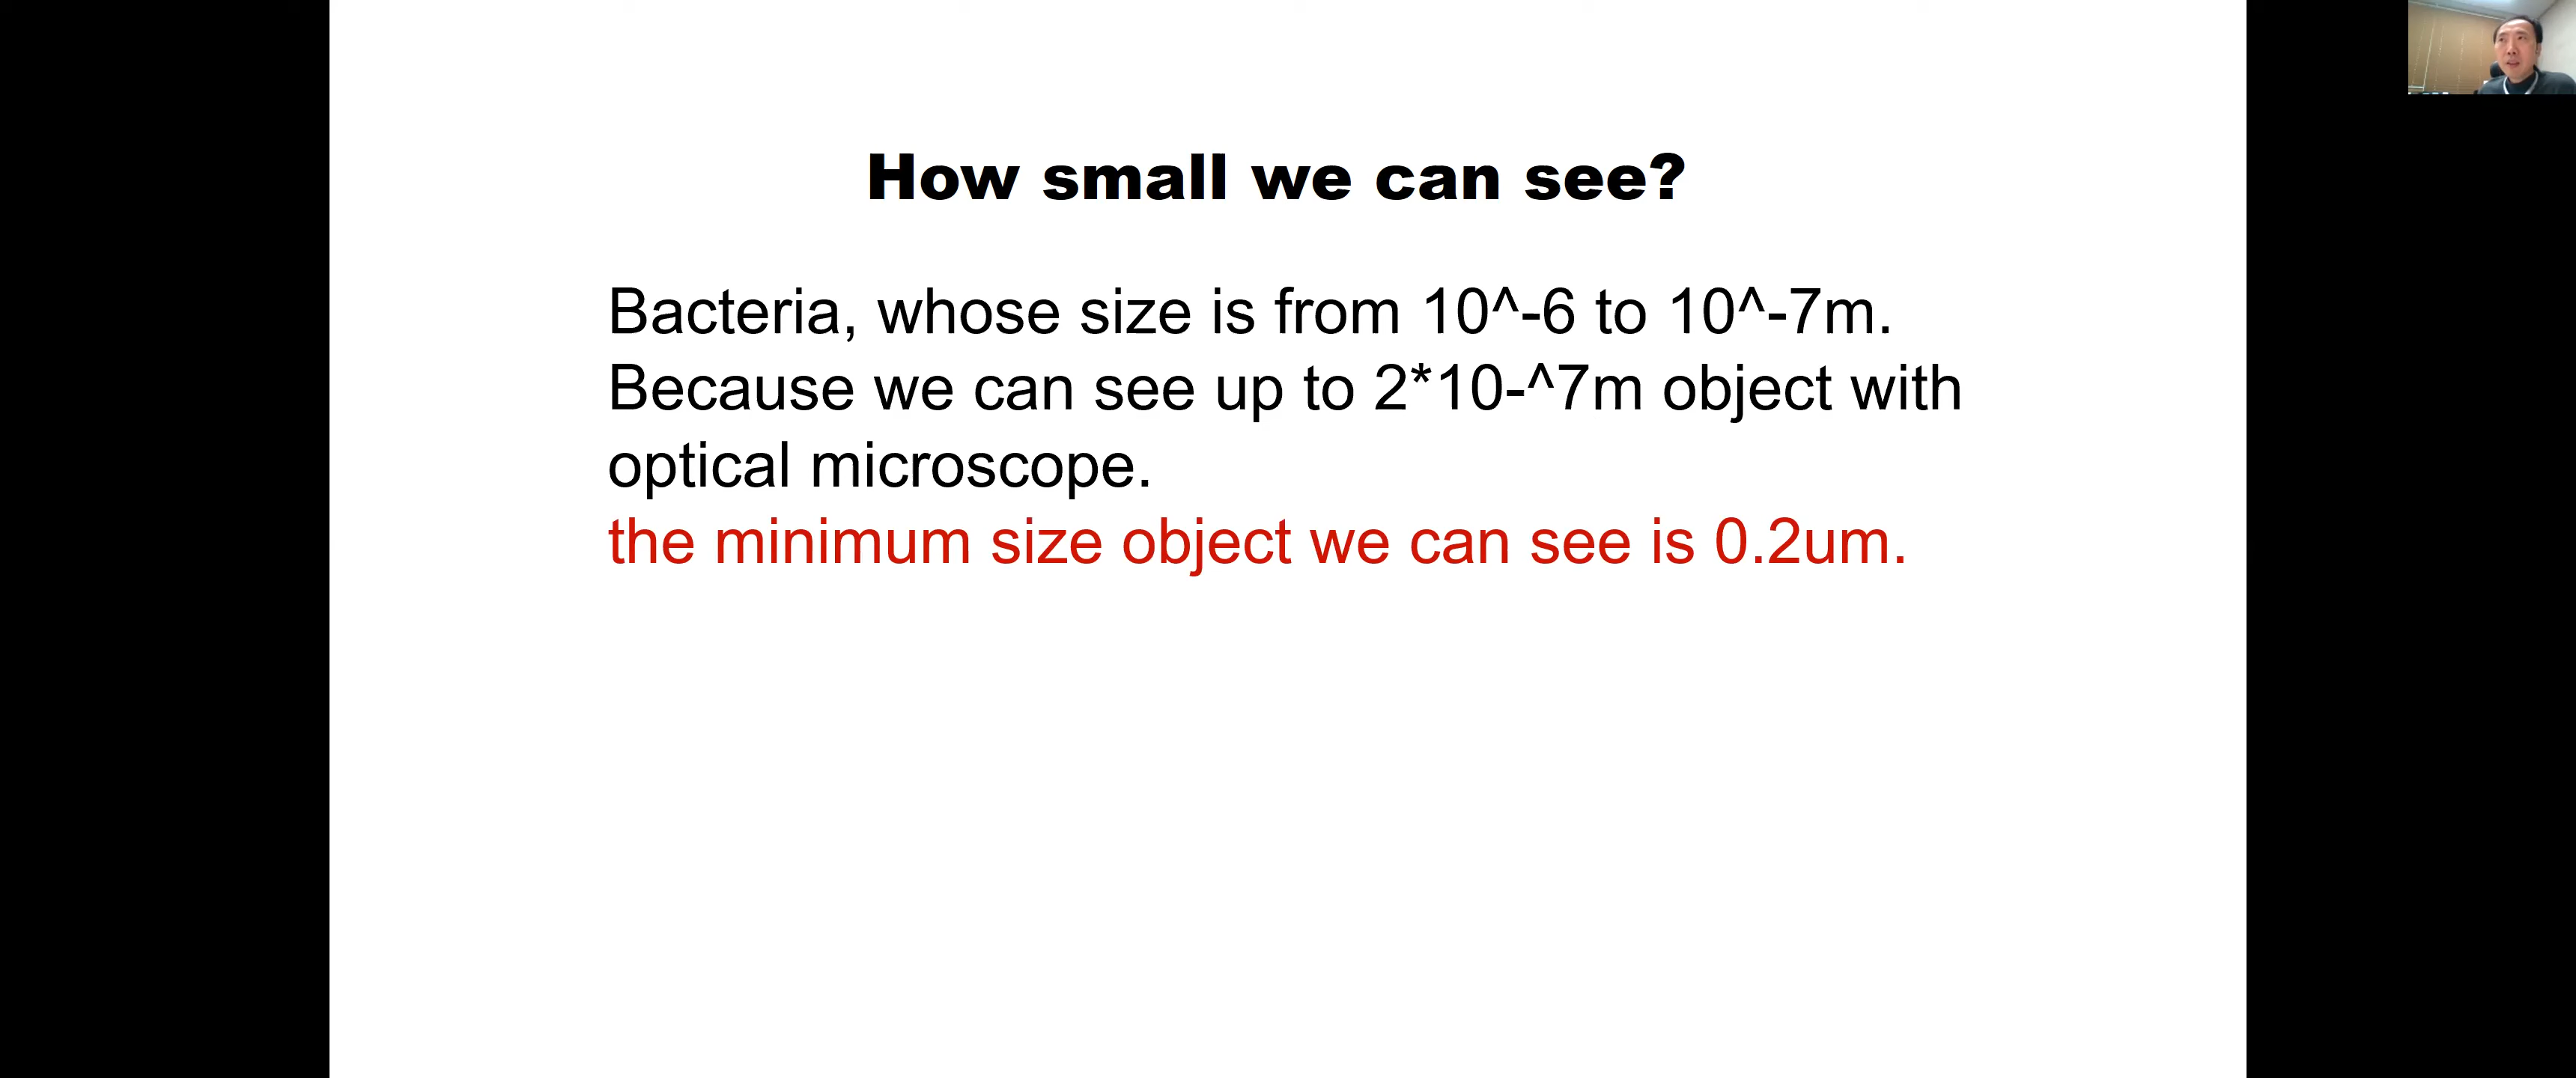 How small we can see?
Bacteria, whose size is from 10^-6 to 10^-7m.
Because we can see up to 2*10-^7m object with
optical microscope.
the minimum size object we can see is 0.2um.